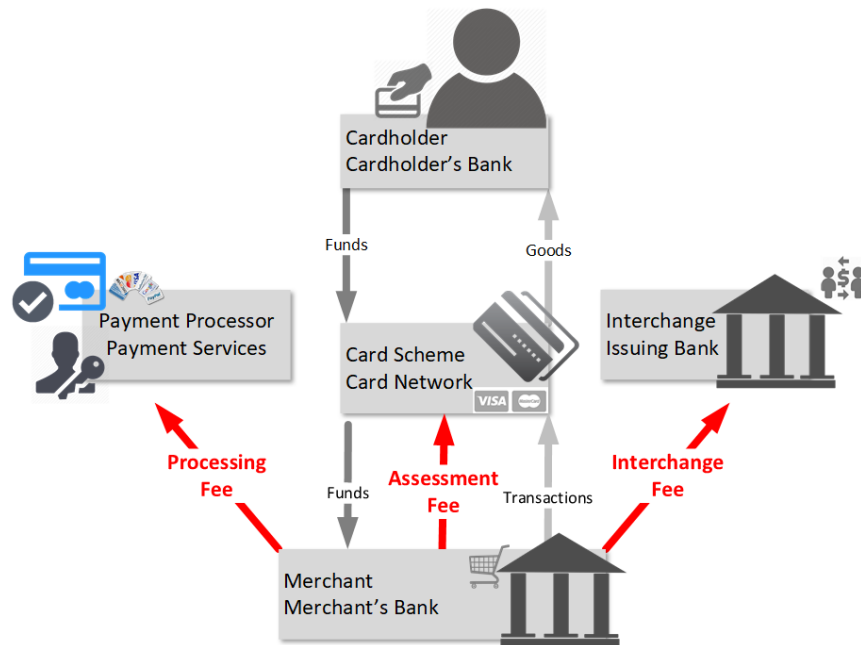 Cardholder
Cardholder's Bank
Funds
Goods
Payment Processor
Payment Services
Card Scheme
Card Network
VISA
MasterCard
Interchange
Issuing Bank
Processing
Fee
Funds
Assessment
Fee
Transactions
Interchange
Fee
Merchant
Merchant's Bank